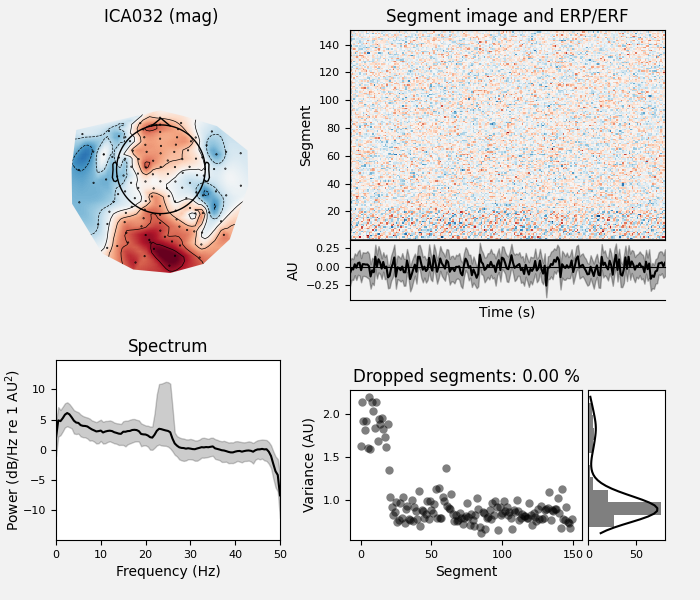 ICA032 (mag)
Segment image and ERP/ERF
Segment
140
120
100
80
60
40
20
AU
0.25
0.00
−0.25
Time (s)
Spectrum
Power (dB/Hz re 1 AU²)
10
5
0
−5
−10
0 10 20 30 40 50
Frequency (Hz)
Dropped segments: 0.00 %
Variance (AU)
2.0
1.5
1.0
0 50 100 150
Segment
0 50